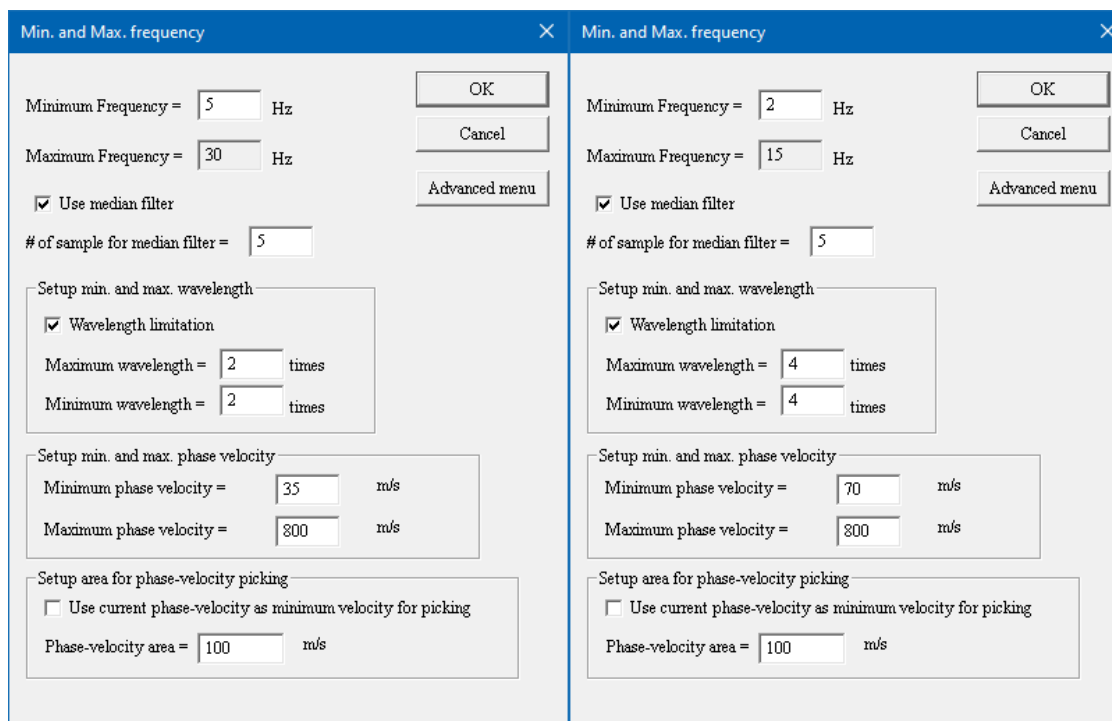 Min. and Max. frequency
OK
Minimum Frequency = 5 Hz
Cancel
Maximum Frequency = 30 Hz
Advanced menu
Use median filter
# of sample for median filter = 5
Setup min. and max. wavelength
Wavelength limitation
Maximum wavelength = 2 times
Minimum wavelength = 2 times
Setup min. and max. phase velocity
Minimum phase velocity = 35 m/s
Maximum phase velocity = 800 m/s
Setup area for phase-velocity picking
Use current phase-velocity as minimum velocity for picking
Phase-velocity area = 100 m/s
Min. and Max. frequency
OK
Minimum Frequency = 2 Hz
Cancel
Maximum Frequency = 15 Hz
Advanced menu
Use median filter
# of sample for median filter = 5
Setup min. and max. wavelength
Wavelength limitation
Maximum wavelength = 4 times
Minimum wavelength = 4 times
Setup min. and max. phase velocity
Minimum phase velocity = 70 m/s
Maximum phase velocity = 800 m/s
Setup area for phase-velocity picking
Use current phase-velocity as minimum velocity for picking
Phase-velocity area = 100 m/s